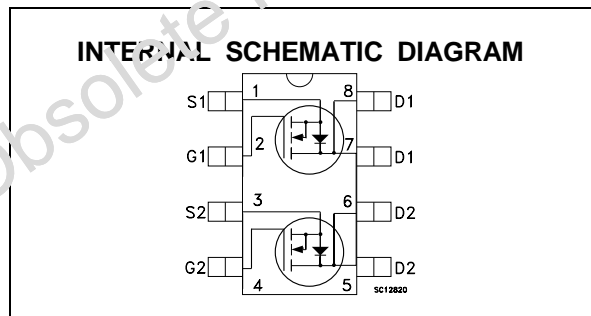 INTERNAL SCHEMATIC DIAGRAM
Obsolete
S1 1 8 D1
G1 2 7 D1
S2 3 6 D2
G2 4 5 D2
SC12820